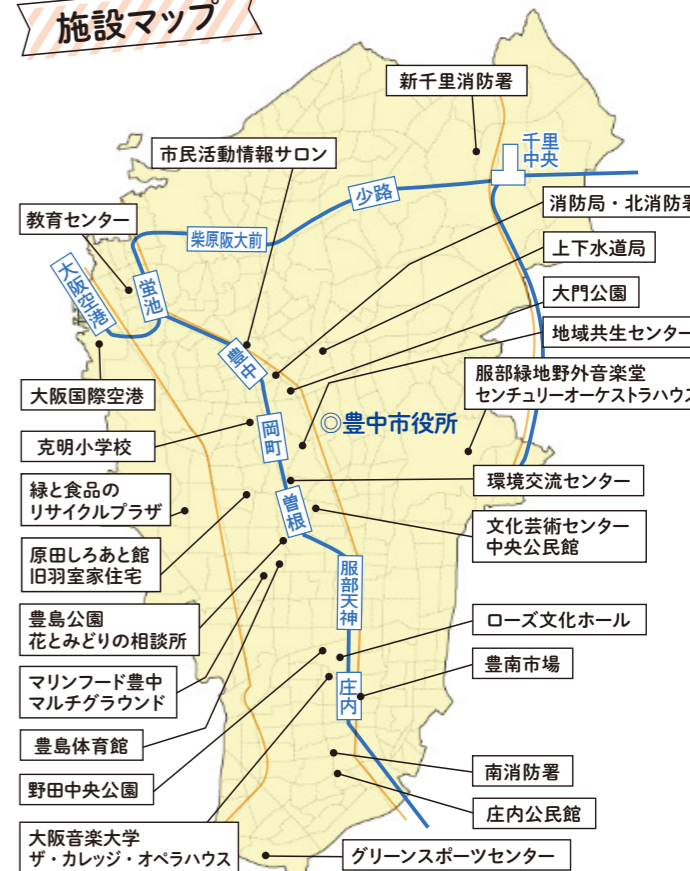 施設マップ
新千里消防署
千里
中央
市民活動情報サロン
少路
消防局・北消防署
教育センター
柴原阪大前
上下水道局
大阪空港
蛍池
大門公園
地域共生センター
豊中
大阪国際空港
服部緑地野外音楽堂
センチュリーオーケストラハウス
岡町
◎豊中市役所
克明小学校
緑と食品の
リサイクルプラザ
環境交流センター
曽根
文化芸術センター
中央公民館
原田しろあと館
旧羽室家住宅
服部天神
豊島公園
花とみどりの相談所
ローズ文化ホール
マリンフード豊中
マルチグラウンド
庄内
豊南市場
豊島体育館
野田中央公園
南消防署
庄内公民館
大阪音楽大学
ザ・カレッジ・オペラハウス
グリーンスポーツセンター